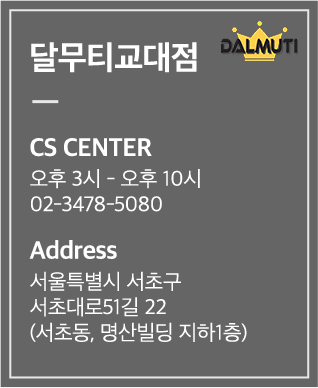 달무티교대점
DALMUTI
CS CENTER
오후 3시 - 오후 10시
02-3478-5080
Address
서울특별시 서초구
서초대로51길 22
(서초동, 명산빌딩 지하1층)